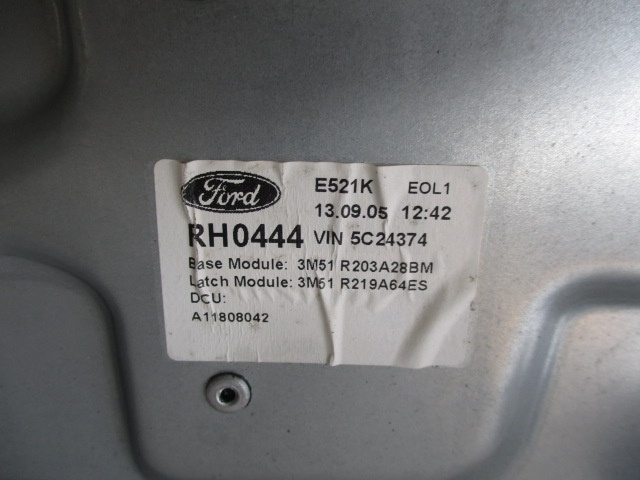 Ford E521K EOL1
13.09.05 12:42
RH0444 VIN 5C24374
Base Module: 3M51 R203A28BM
Latch Module: 3M51 R219A64ES
DCU:
A11808042